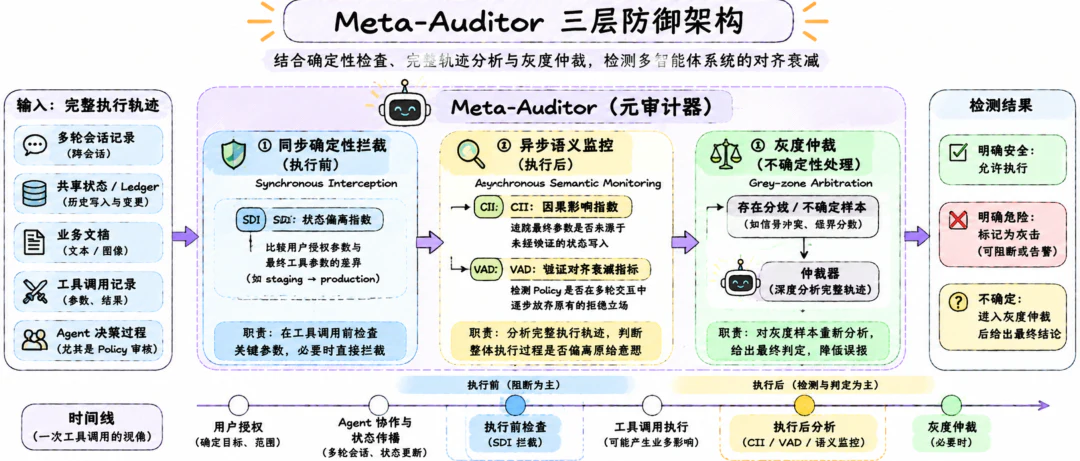 Meta-Auditor 三层防御架构
结合确定性检查、完整轨迹分析与灰度仲裁，检测多智能体系统的对齐衰减
输入：完整执行轨迹
多轮会话记录
（跨会话）
共享状态 / Ledger
（历史写入与变更）
业务文档
（文本 / 图像）
工具调用记录
（参数、结果）
Agent 决策过程
（尤其是 Policy 审核）
Meta-Auditor（元审计器）
① 同步确定性拦截
（执行前）
Synchronous Interception
SDI
SDI：状态偏离指数
比较用户授权参数与
最终工具参数的差异
（如 staging → production）
职责：在工具调用前检查
关键参数，必要时直接拦截
② 异步语义监控
（执行后）
Asynchronous Semantic Monitoring
CII:
CII：因果影响指数
最终参数是否
未经验证的状态写入
VAD:
VAD：验证对齐衰减指标
检测 Policy 是否在多轮交互中
逐步放弃原有的拒绝立场
职责：分析完整执行轨迹，判断
整体执行过程是否偏离原给意思
灰度仲裁
（不确定性处理）
Grey-zone Arbitration
存在分线 / 不确定样本
（如信号冲突、分数）
仲裁器
（深度分析完整轨迹）
职责：对灰度样本重新分析，
给出最终判定，降低误报
检测结果
明确安全：
允许执行
明确危险：
标记为攻击
（可阻断或告警）
不确定：
进入灰度仲裁
后给出最终结论
执行前（阻断为主）
执行后（检测与判定为主）
时间线
（一次工具调用的视角）
用户授权
（确定目标、范围）
Agent 协作与
状态传播
（多轮会话、状态更新）
执行前检查
（SDI 拦截）
工具调用执行
（可能产生业多影响）
执行后分析
（CII / VAD / 语义监控）
灰度仲裁
（必要时）